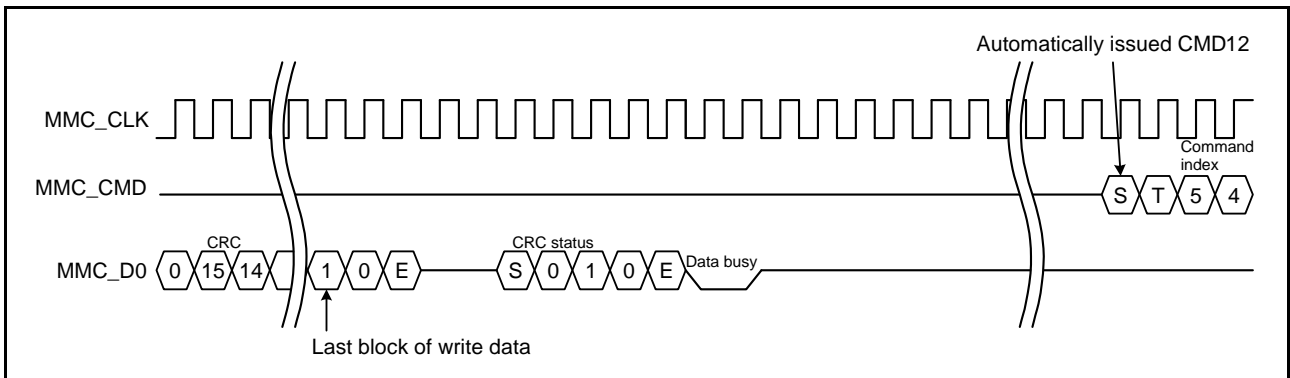 Automatically issued CMD12
MMC_CLK
Command
index
MMC_CMD
S T 5 4
CRC
CRC status
MMC_D0 0 15 14 1 0 E S 0 1 0 E Data busy
Last block of write data